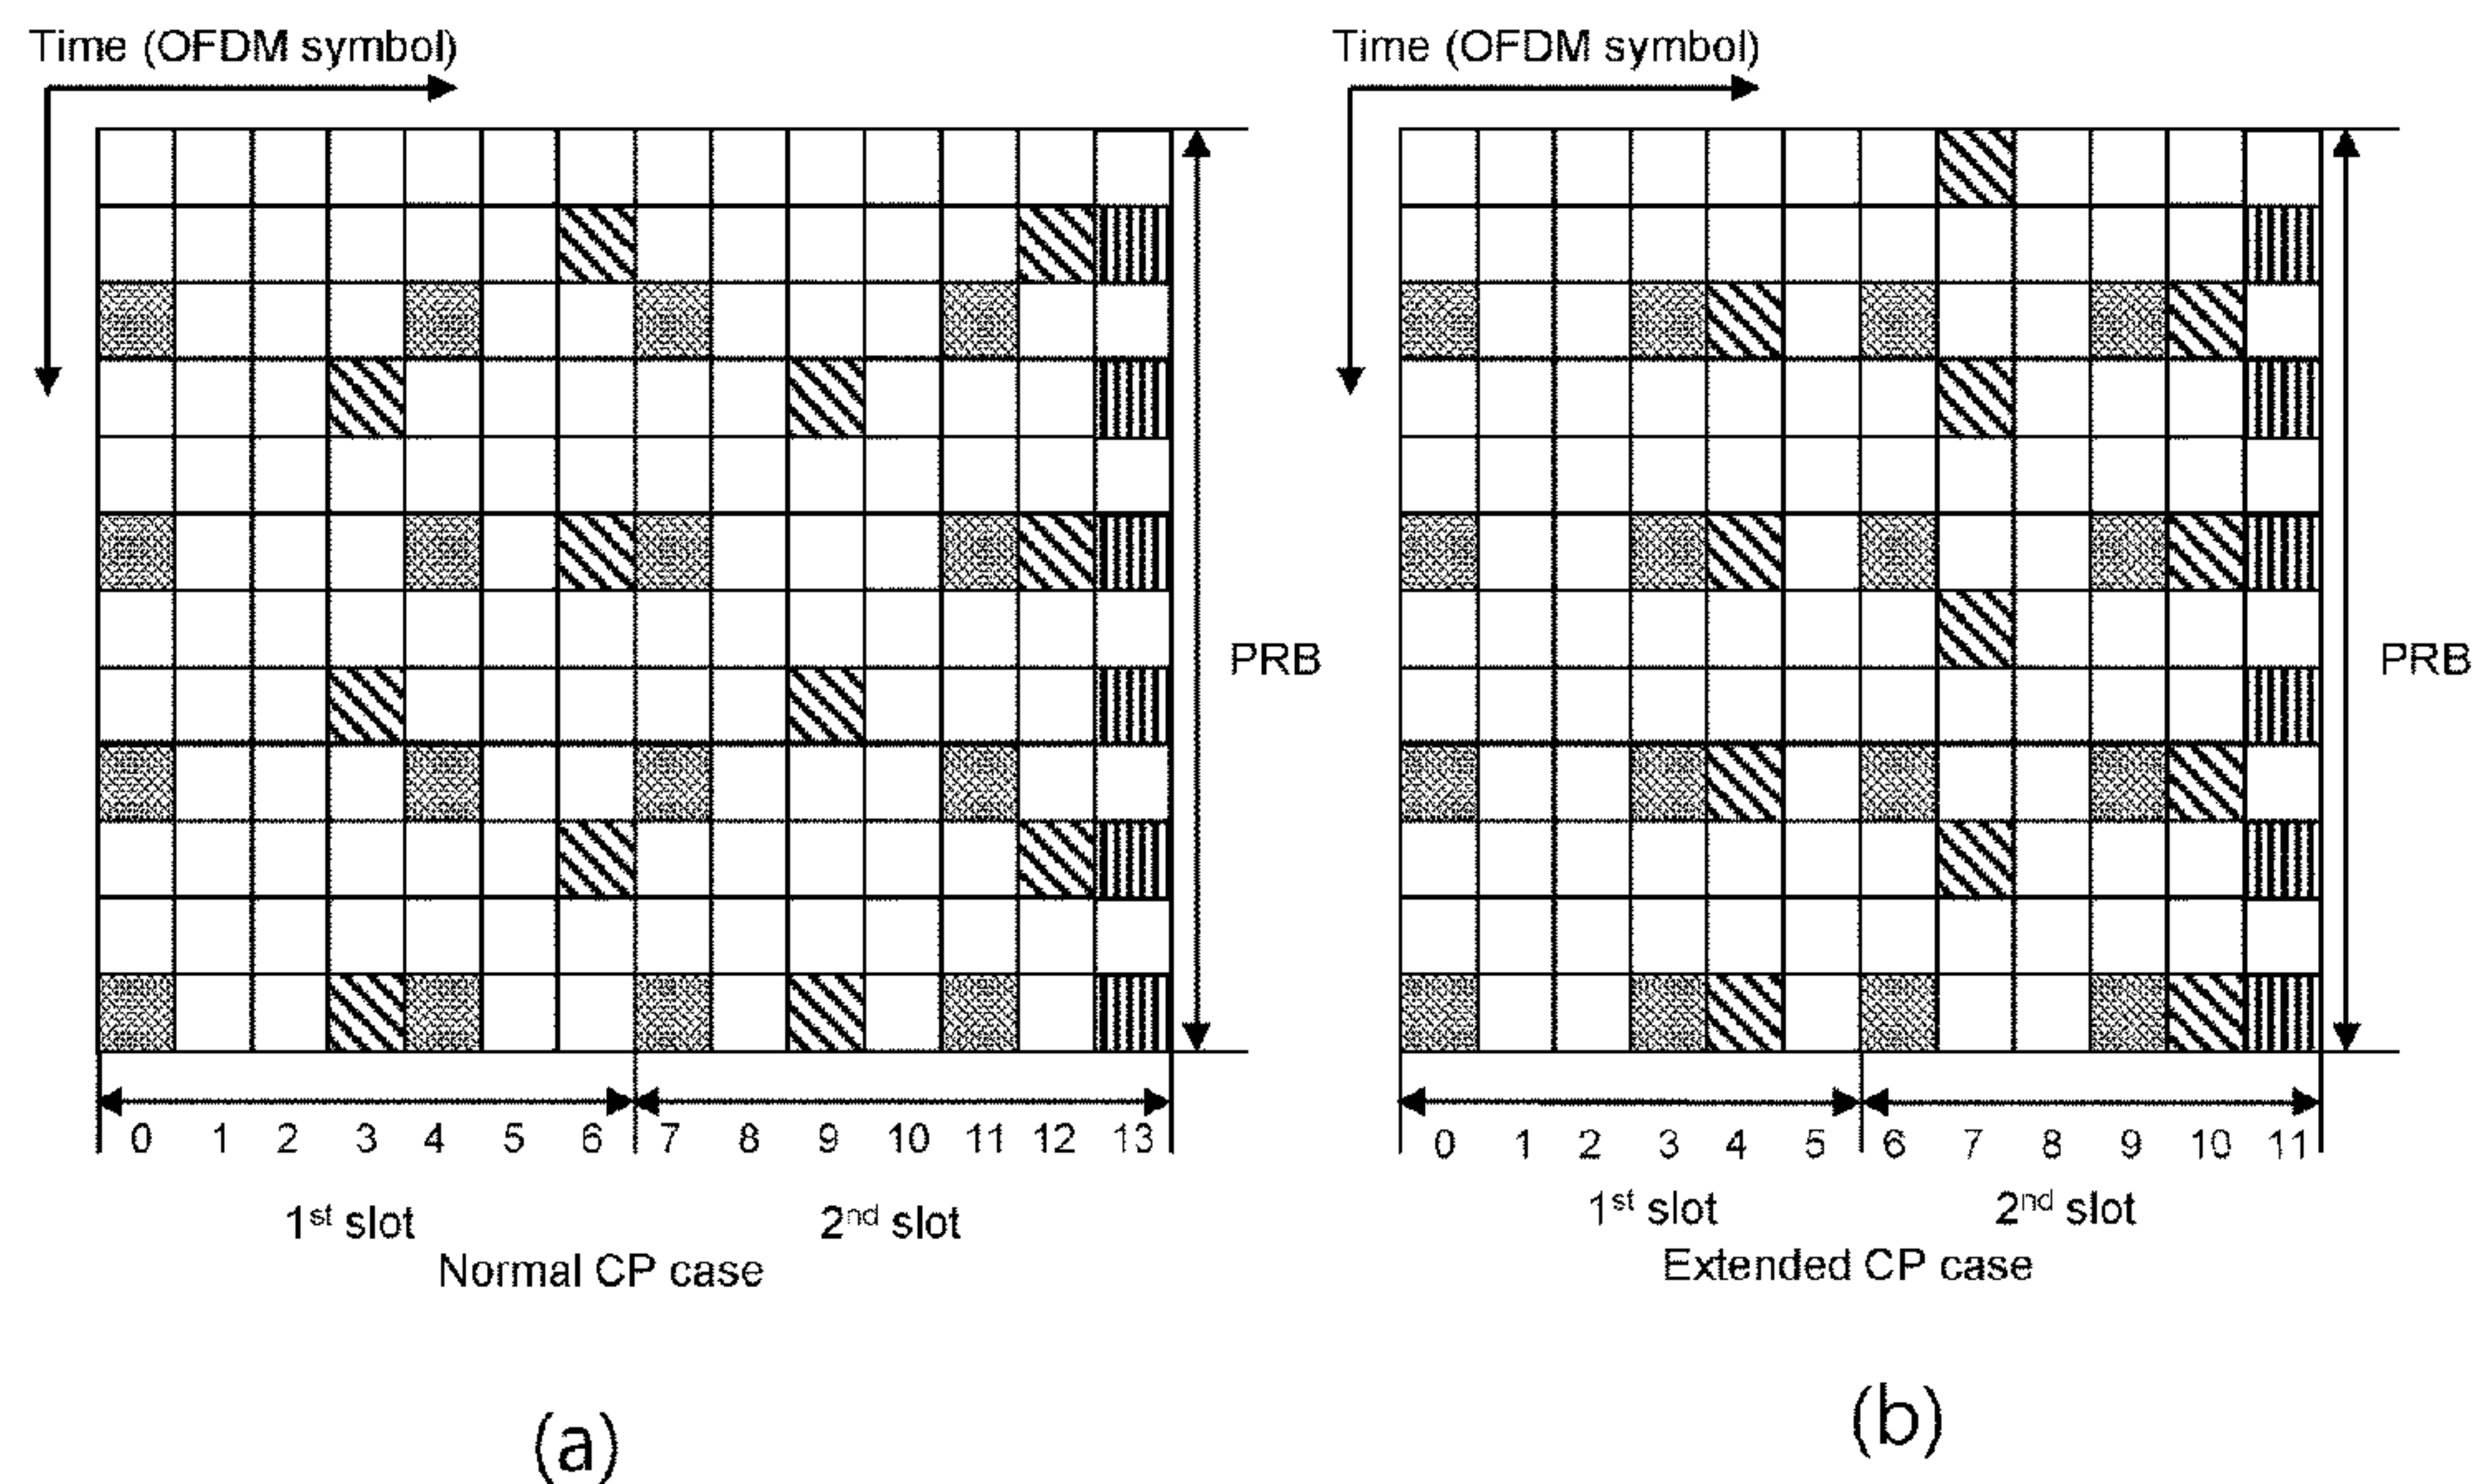 Time (OFDM symbol)
PRB
0 1 2 3 4 5 6 7 8 9 10 11 12 13
1st slot 2nd slot
Normal CP case
(a)
Time (OFDM symbol)
PRB
0 1 2 3 4 5 6 7 8 9 10 11
1st slot 2nd slot
Extended CP case
(b)